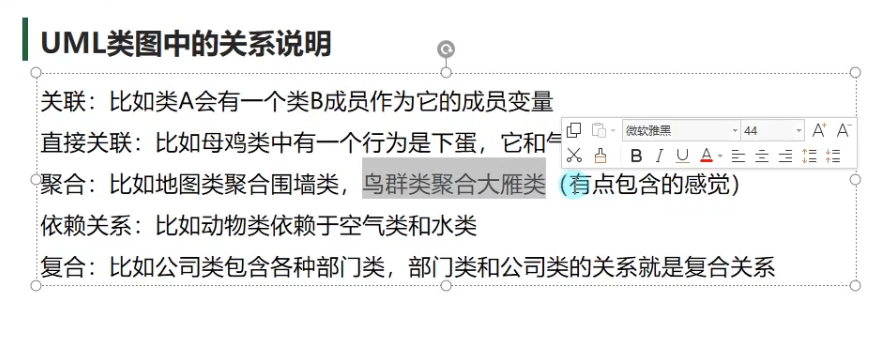 UML类图中的关系说明
关联：比如类A会有一个类B成员作为它的成员变量
直接关联：比如母鸡类中有一个行为是下蛋，它和气
微软雅黑
44
A+ A-
B I U A
聚合：比如地图类聚合围墙类，鸟群类聚合大雁类（有点包含的感觉）
依赖关系：比如动物类依赖于空气类和水类
复合：比如公司类包含各种部门类，部门类和公司类的关系就是复合关系